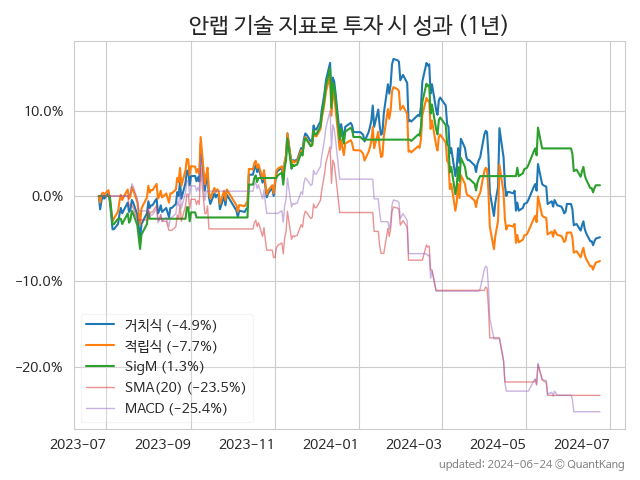 안랩 기술 지표로 투자 시 성과 (1년)
10.0%
0.0%
−10.0%
−20.0%
거치식 (−4.9%)
적립식 (−7.7%)
SigM (1.3%)
SMA(20) (−23.5%)
MACD (−25.4%)
2023-07 2023-09 2023-11 2024-01 2024-03 2024-05 2024-07
updated: 2024-06-24 © QuantKang